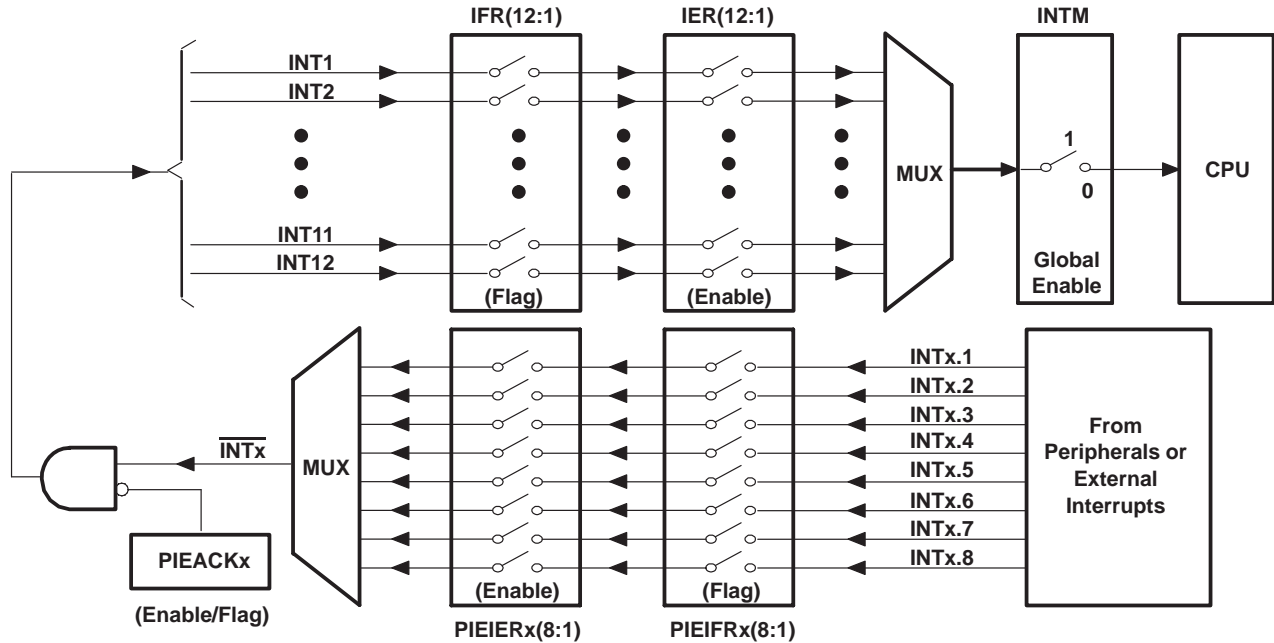 IFR(12:1) IER(12:1) INTM
INT1
INT2
1
MUX
CPU
0
INT11
INT12
Global
Enable
(Flag) (Enable)
INTx.1
INTx.2
INTx.3
INTx.4
INTx.5
INTx.6
INTx.7
INTx.8
From
Peripherals or
External
Interrupts
INTx
MUX
PIEACKx
(Enable/Flag)
(Enable) (Flag)
PIEIERx(8:1) PIEIFRx(8:1)